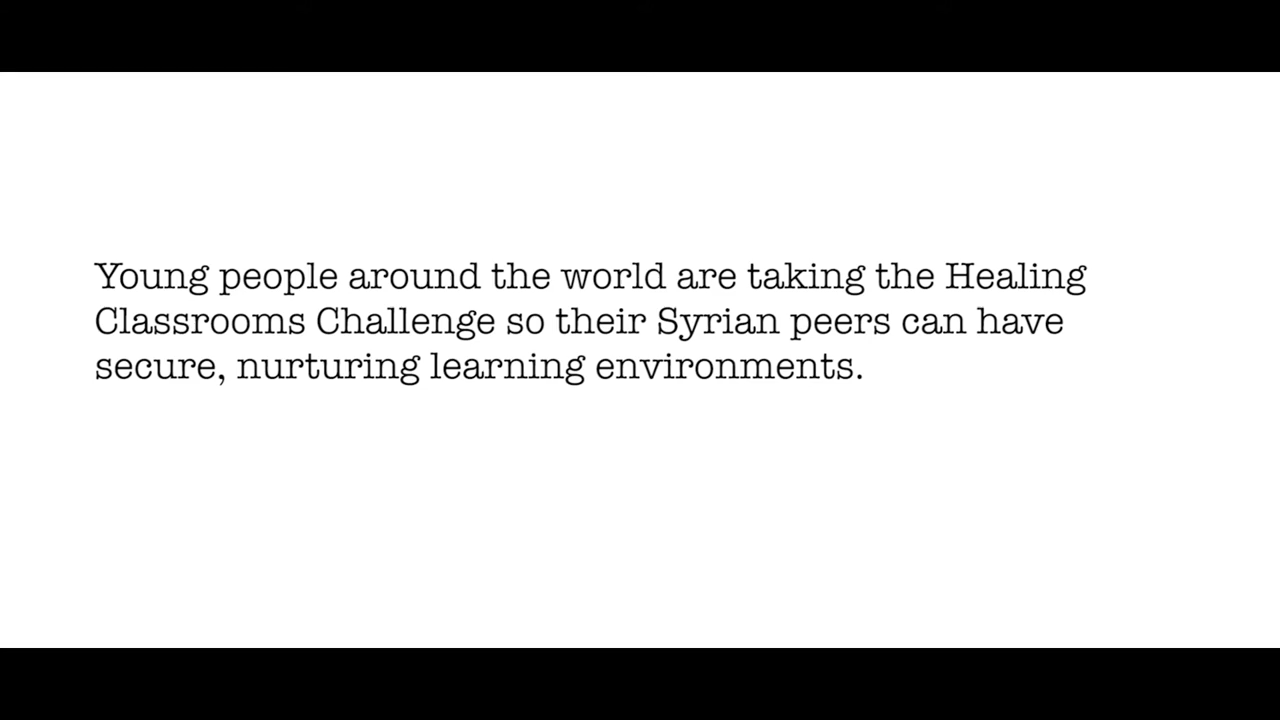 Young people around the world are taking the Healing
Classrooms Challenge so their Syrian peers can have
secure, nurturing learning environments.